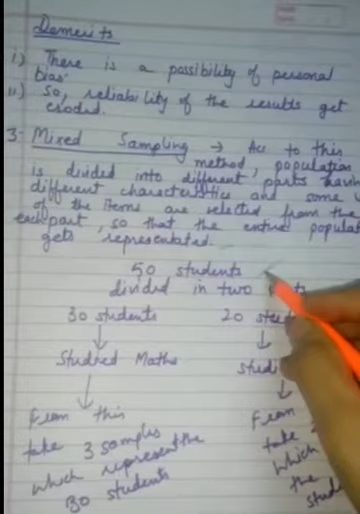 Demerits
i) There is a possibility of personal
bias.
ii) So, reliability of the results get
eroded.
3. Mixed Sampling → Acc to this
method, population
is divided into different parts having
different characteristics and some
of the items are selected from the
each part, so that the entire populat
gets represented.
50 students
divided in two parts
30 students 20
↓ ↓
Studied Maths studi
↓ ↓
From this From
take 3 samples take
which represent the which
30 students the
stude